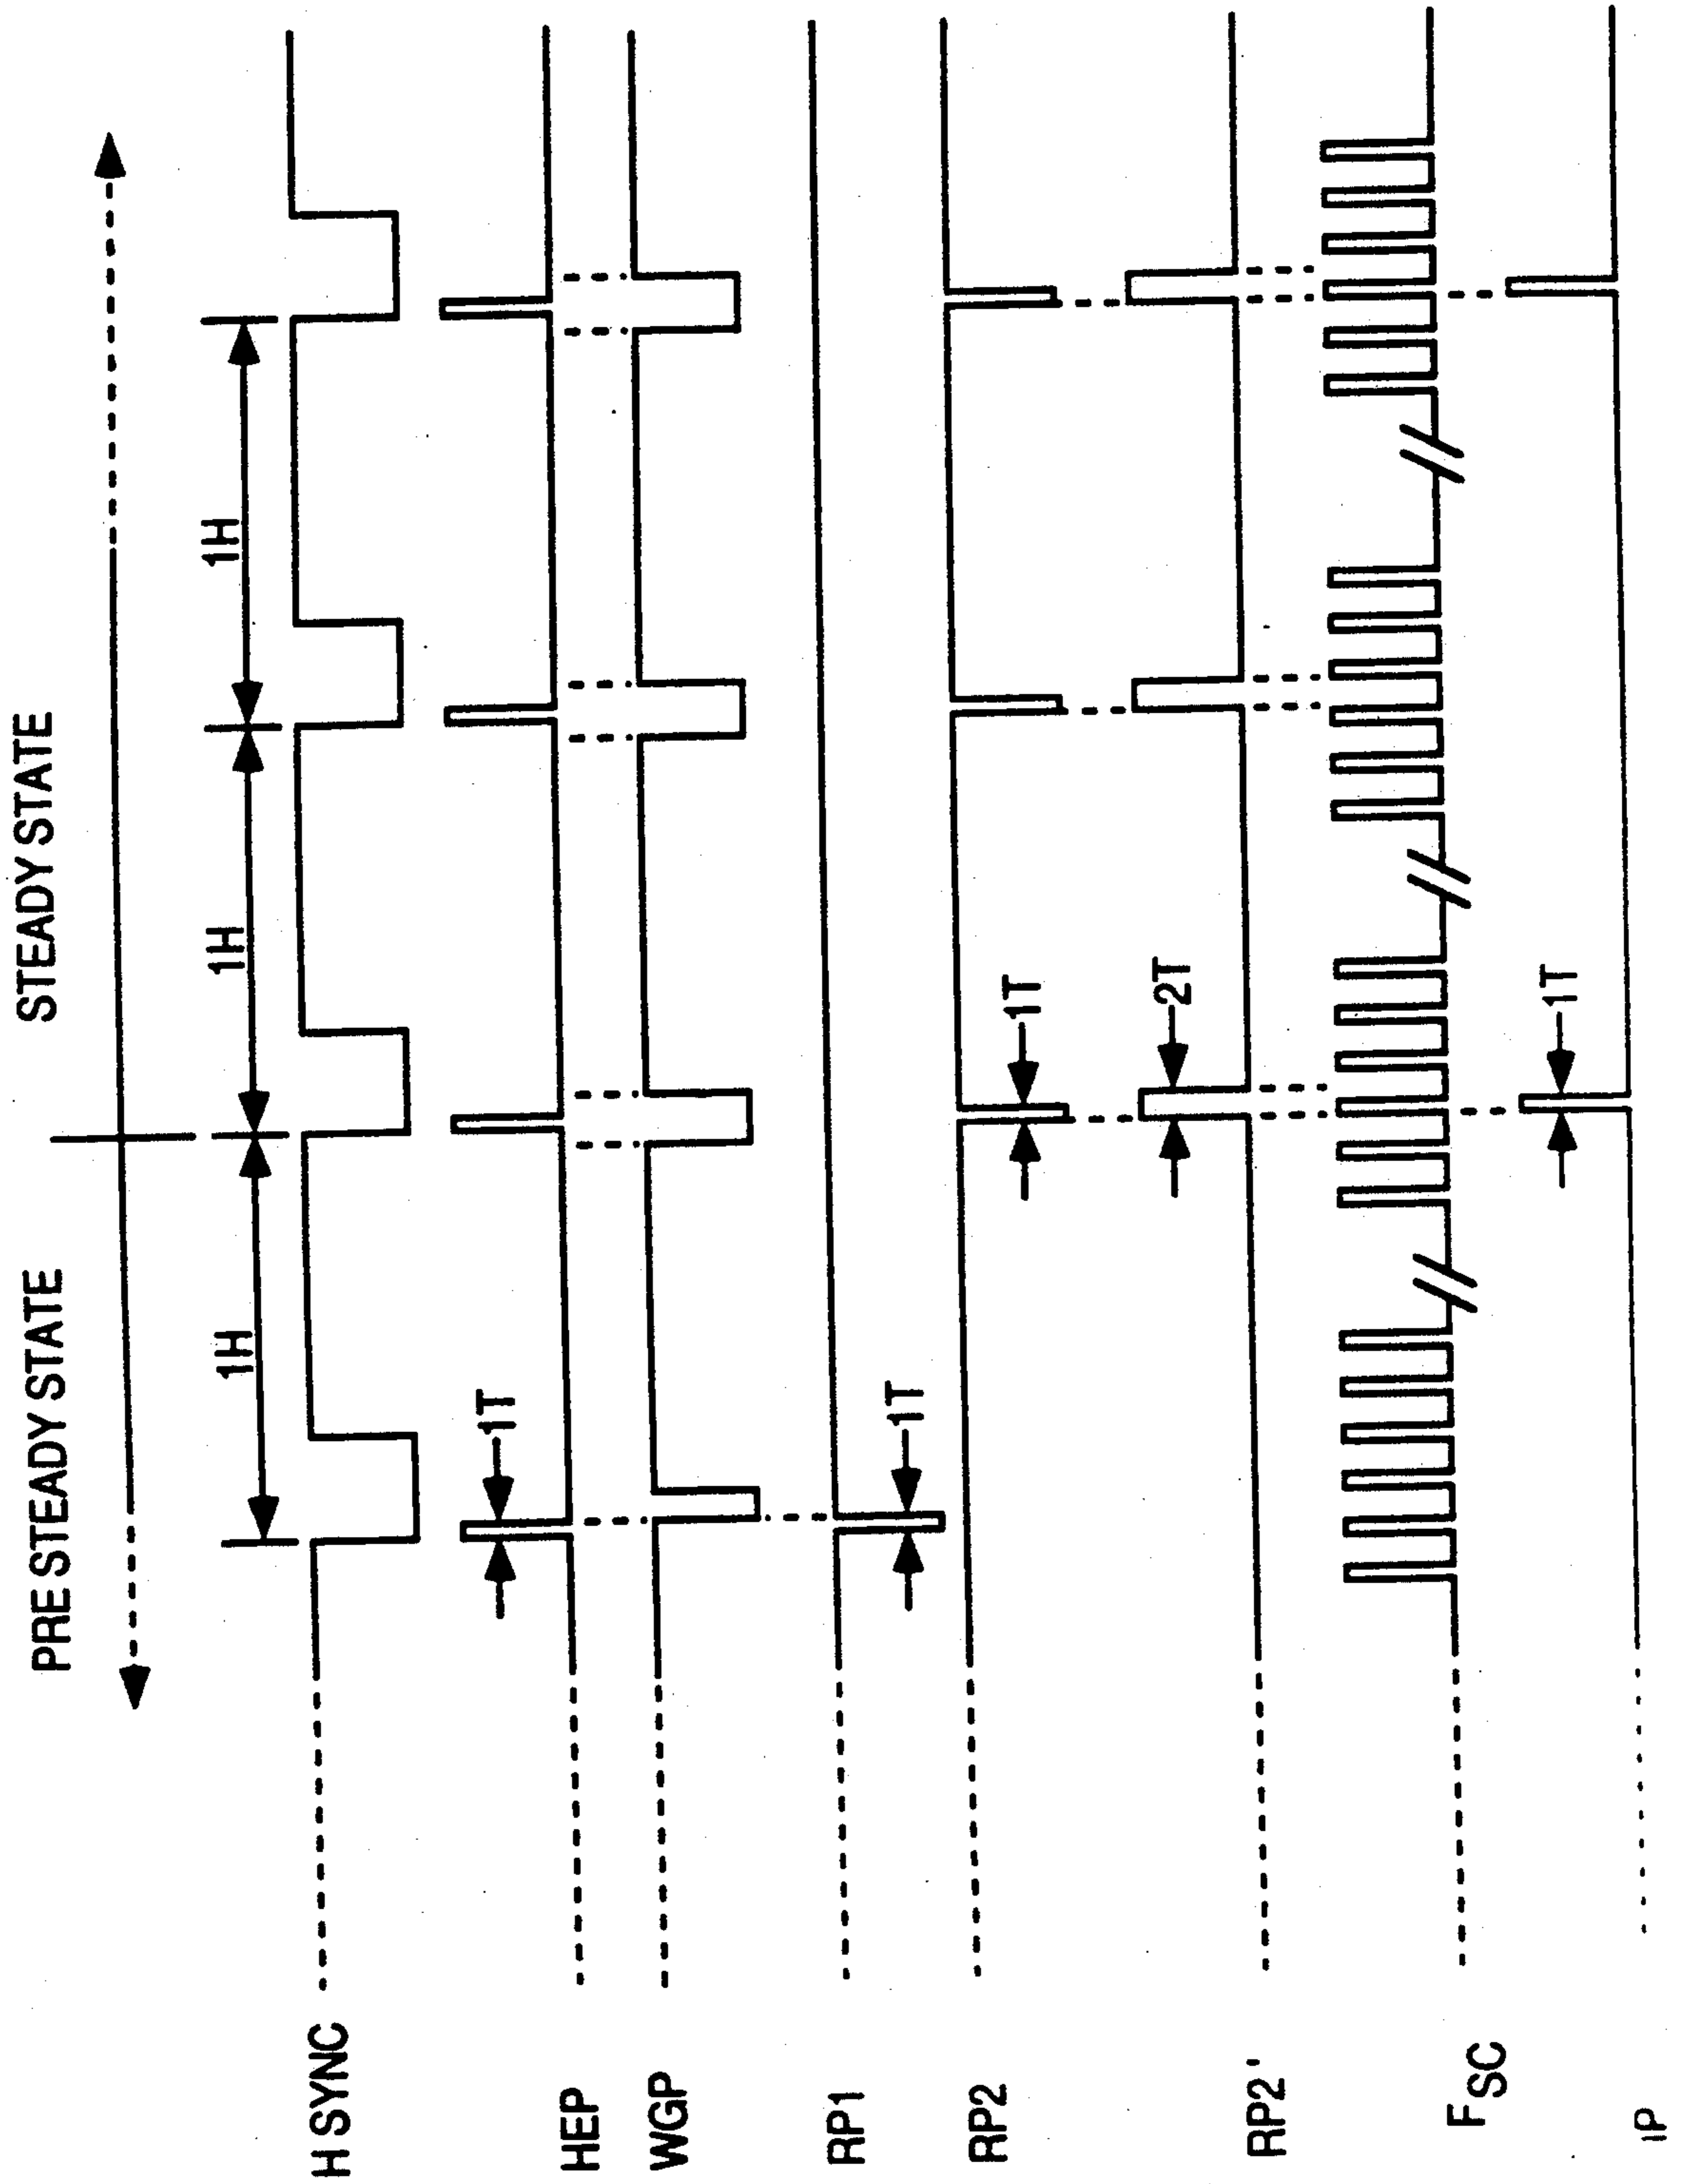 PRE STEADY STATE STEADY STATE
1H 1H 1H
H SYNC
1T
HEP
WGP
RP1
1T
RP2
1T
RP2'
2T
FSC
IP
1T